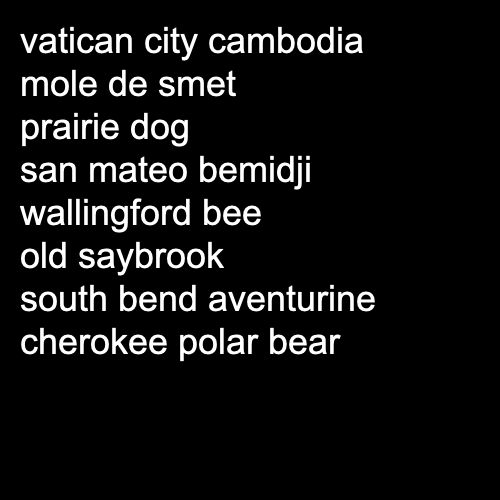 vatican city cambodia
mole de smet
prairie dog
san mateo bemidji
wallingford bee
old saybrook
south bend aventurine
cherokee polar bear